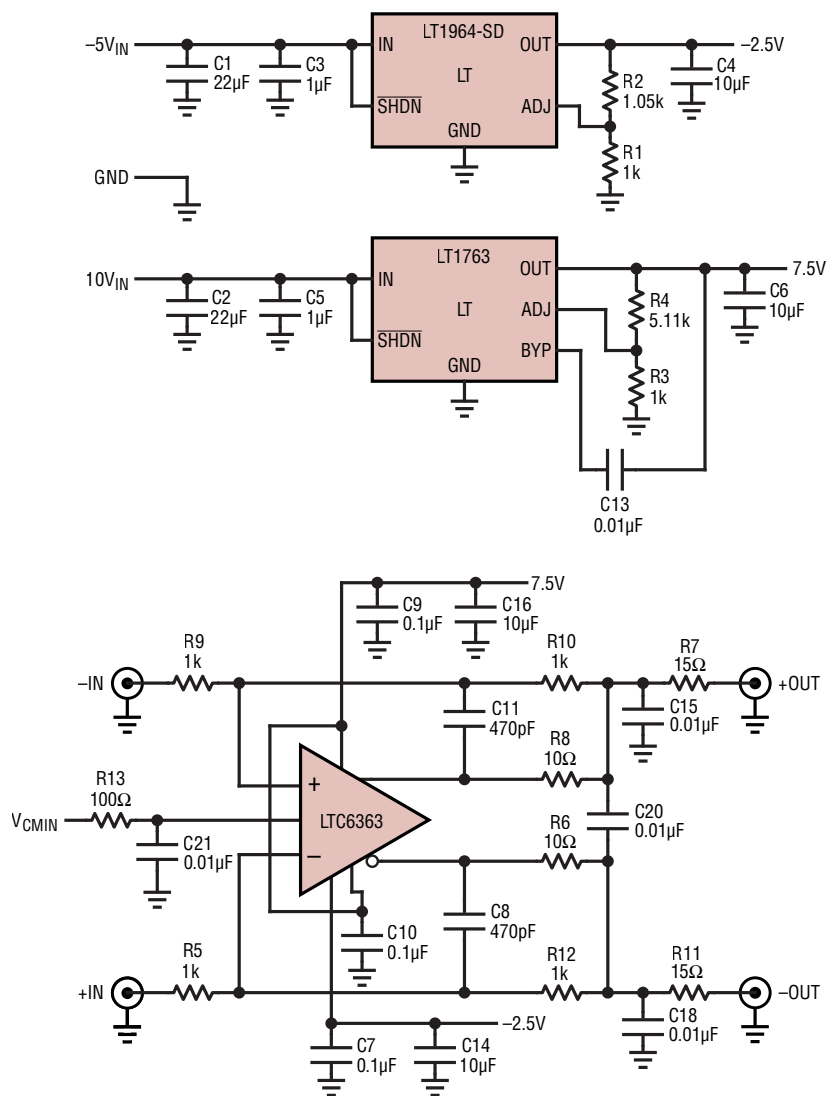 LT1964-SD
–5VIN
IN
OUT
–2.5V
C1
22µF
C3
1µF
LT
R2
1.05k
C4
10µF
SHDN
ADJ
GND
R1
1k
GND
LT1763
10VIN
IN
OUT
7.5V
C2
22µF
C5
1µF
LT
ADJ
R4
5.11k
C6
10µF
SHDN
BYP
GND
R3
1k
C13
0.01µF
7.5V
C9
0.1µF
C16
10µF
R9
1k
R10
1k
R7
15Ω
–IN
+OUT
C11
470pF
C15
0.01µF
R8
10Ω
R13
100Ω
+
VCMIN
LTC6363
C20
0.01µF
C21
0.01µF
–
R6
10Ω
C10
0.1µF
C8
470pF
R5
1k
R12
1k
R11
15Ω
+IN
–OUT
–2.5V
C18
0.01µF
C7
0.1µF
C14
10µF